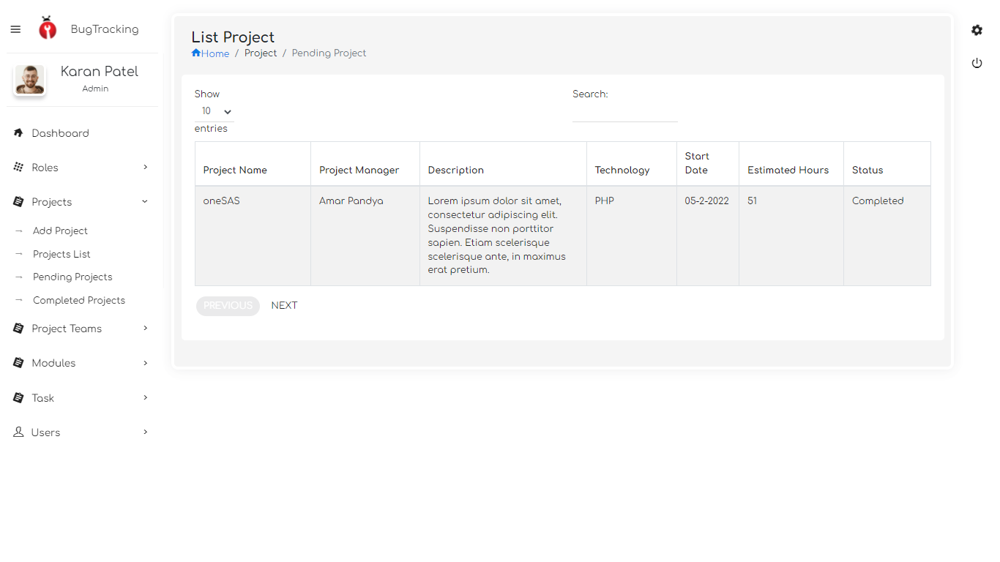 BugTracking
Karan Patel
Admin
Dashboard
Roles
Projects
Add Project
Projects List
Pending Projects
Completed Projects
Project Teams
Modules
Task
Users
List Project
Home / Project / Pending Project
Show
10
entries
Search:
Project Name Project Manager Description Technology Start Date Estimated Hours Status
oneSAS Amar Pandya Lorem ipsum dolor sit amet, PHP 05-2-2022 51 Completed
consectetur adipiscing elit.
Suspendisse non porttitor
sapien. Etiam scelerisque
scelerisque ante, in maximus
erat pretium.
PREVIOUS NEXT